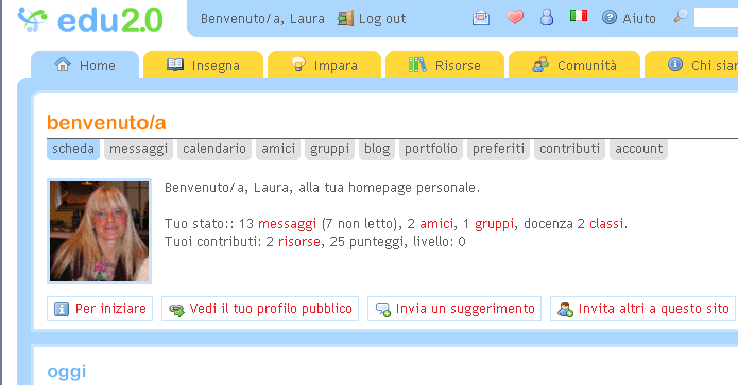 edu2.0 Benvenuto/a, Laura Log out Aiuto
Home Insegna Impara Risorse Comunità Chi siam
benvenuto/a
scheda messaggi calendario amici gruppi blog portfolio preferiti contributi account
Benvenuto/a, Laura, alla tua homepage personale.
Tuo stato:: 13 messaggi (7 non letto), 2 amici, 1 gruppi, docenza 2 classi.
Tuoi contributi: 2 risorse, 25 punteggi, livello: 0
Per iniziare Vedi il tuo profilo pubblico Invia un suggerimento Invita altri a questo sito
oggi